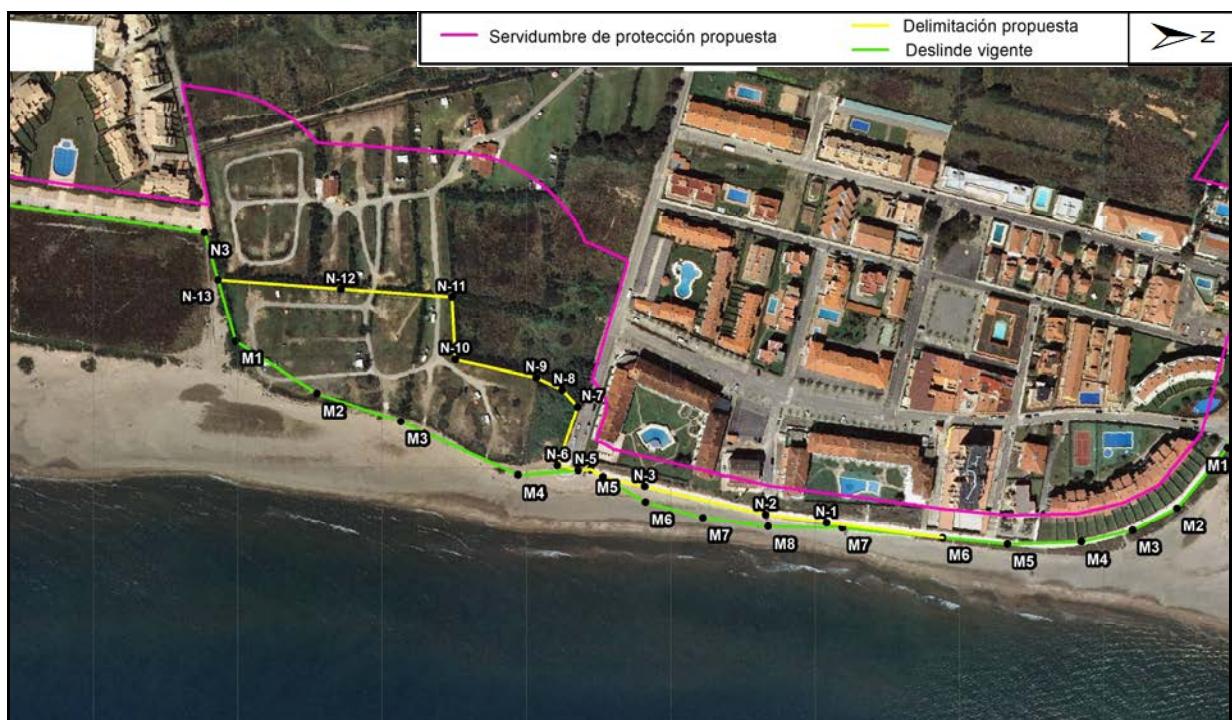 Servidumbre de protección propuesta
Delimitación propuesta
Deslinde vigente
N
N3
N-13
N-12
N-11
N-10
N-9
N-8
N-7
N-6
N-5
N-3
N-2
N-1
M1
M2
M3
M4
M5
M6
M7
M8
M7
M6
M5
M4
M3
M2
M1